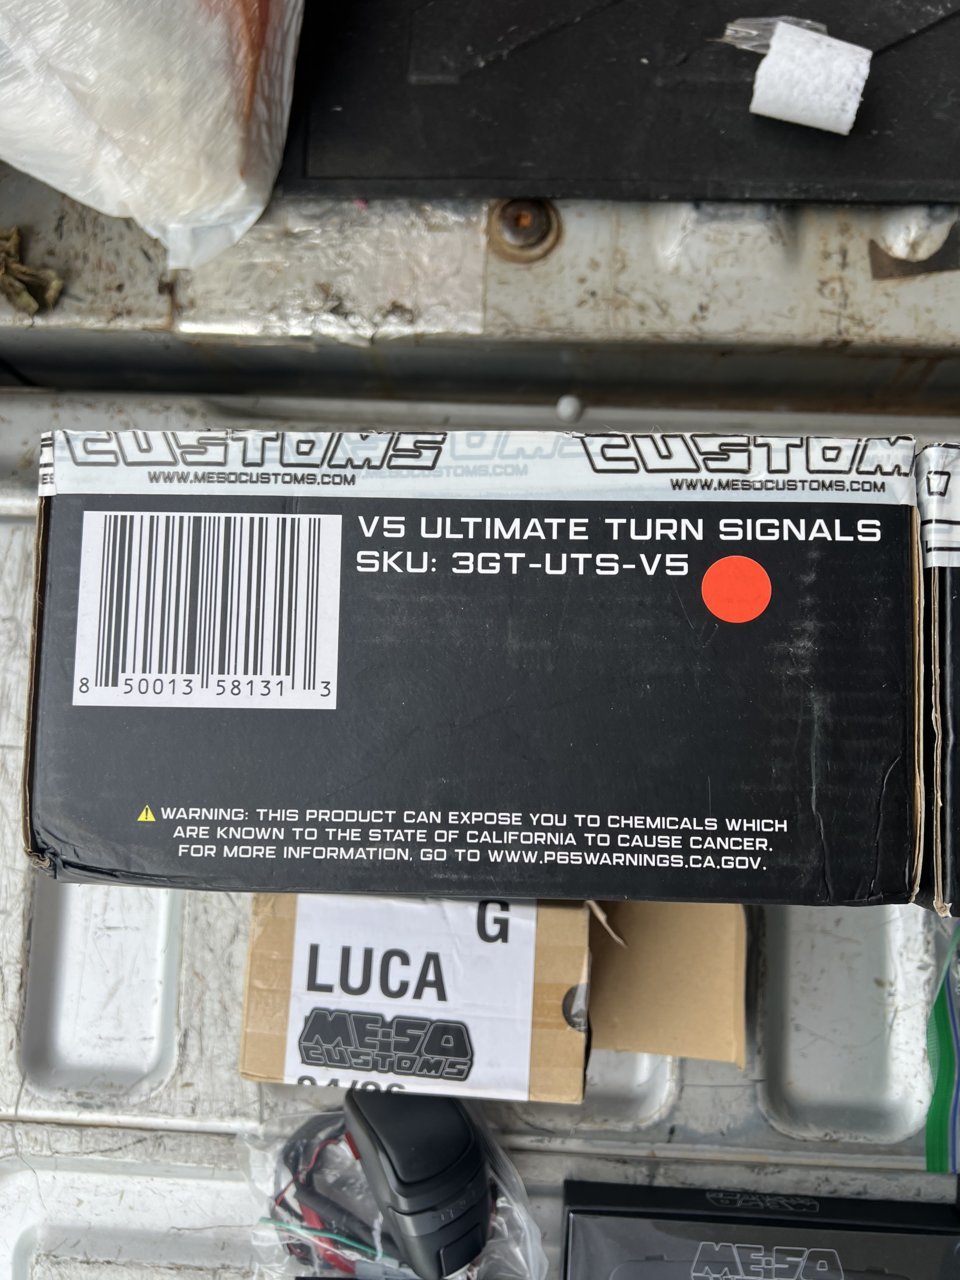 CUSTOMS
WWW.MESOCUSTOMS.COM
CUSTOM
WWW.MESOCUSTOMS.COM
V5 ULTIMATE TURN SIGNALS
SKU: 3GT-UTS-V5
8 50013 58131 3
⚠ WARNING: THIS PRODUCT CAN EXPOSE YOU TO CHEMICALS WHICH
ARE KNOWN TO THE STATE OF CALIFORNIA TO CAUSE CANCER.
FOR MORE INFORMATION, GO TO WWW.P65WARNINGS.CA.GOV.
G
LUCA
ME·SO
CUSTOMS
ME·SO